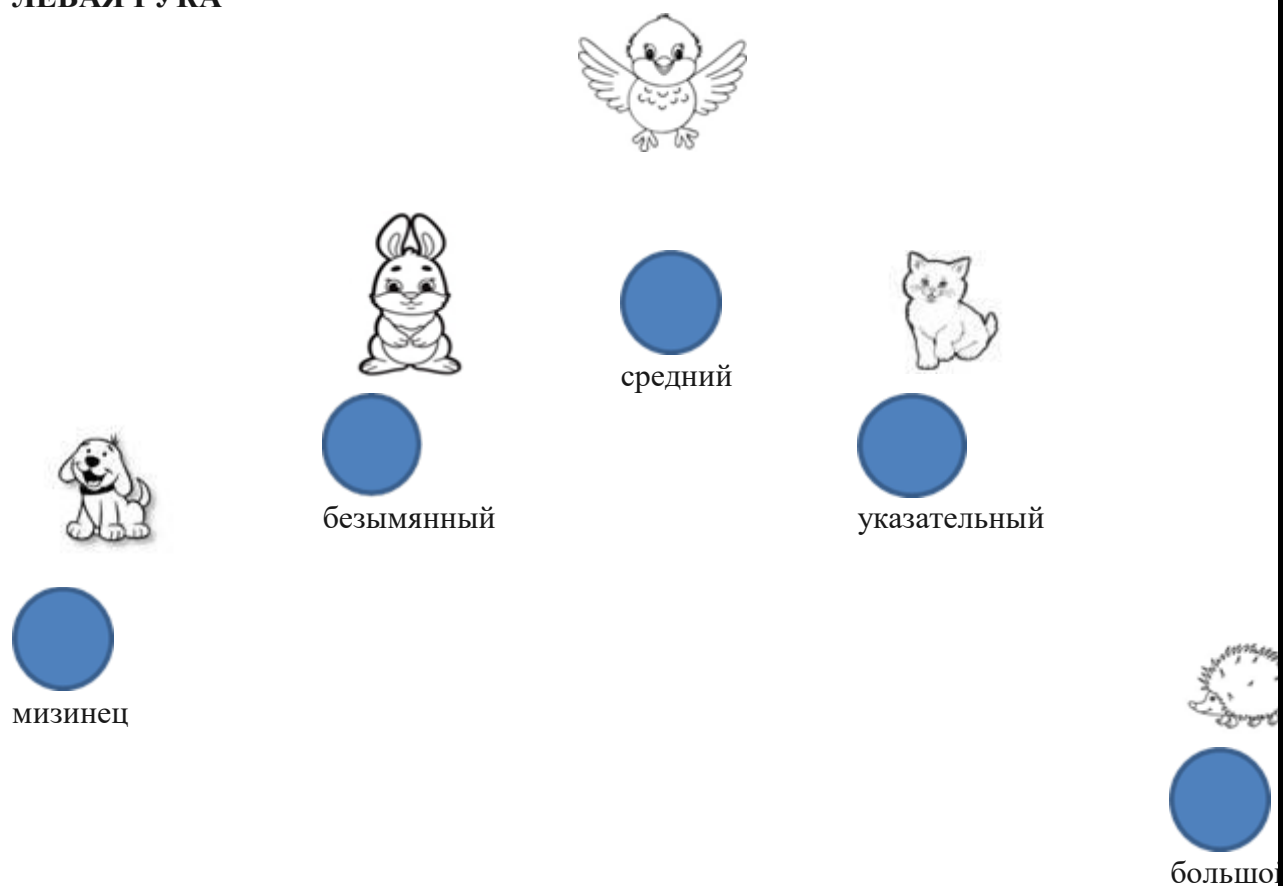 ЛЕВАЯ РУКА
средний
безымянный
указательный
мизинец